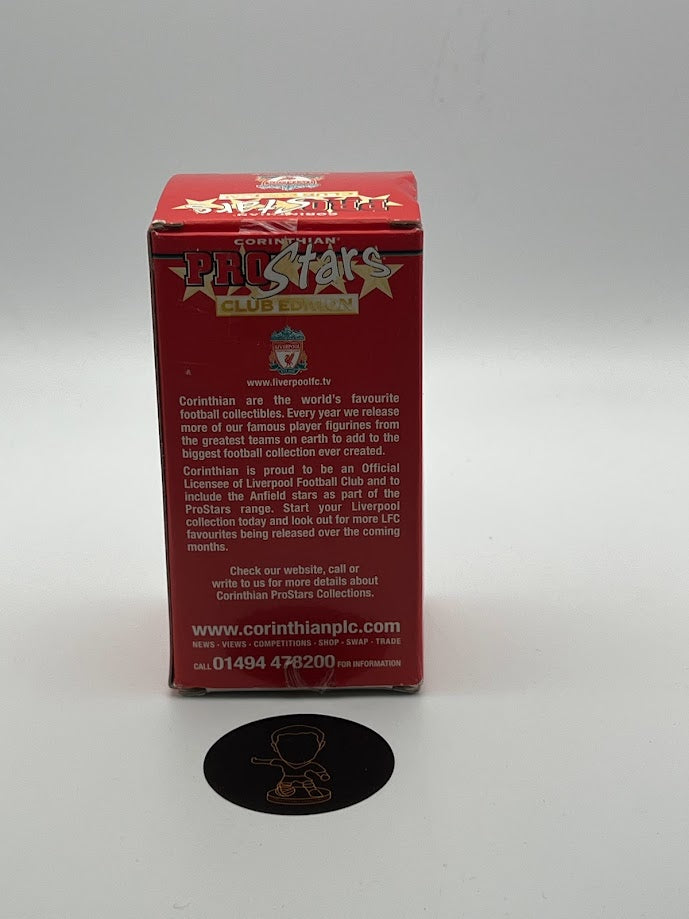 CORINTHIAN
PROStars
CORINTHIAN
PROStars
CLUB EDITION
LIVERPOOL
www.liverpoolfc.tv
Corinthian are the world's favourite
football collectibles. Every year we release
more of our famous player figurines from
the greatest teams on earth to add to the
biggest football collection ever created.
Corinthian is proud to be an Official
Licensee of Liverpool Football Club and to
include the Anfield stars as part of the
ProStars range. Start your Liverpool
collection today and look out for more LFC
favourites being released over the coming
months.
Check our website, call or
write to us for more details about
Corinthian ProStars Collections.
www.corinthianplc.com
NEWS - VIEWS - COMPETITIONS - SHOP - SWAP - TRADE
CALL 01494 478200 FOR INFORMATION